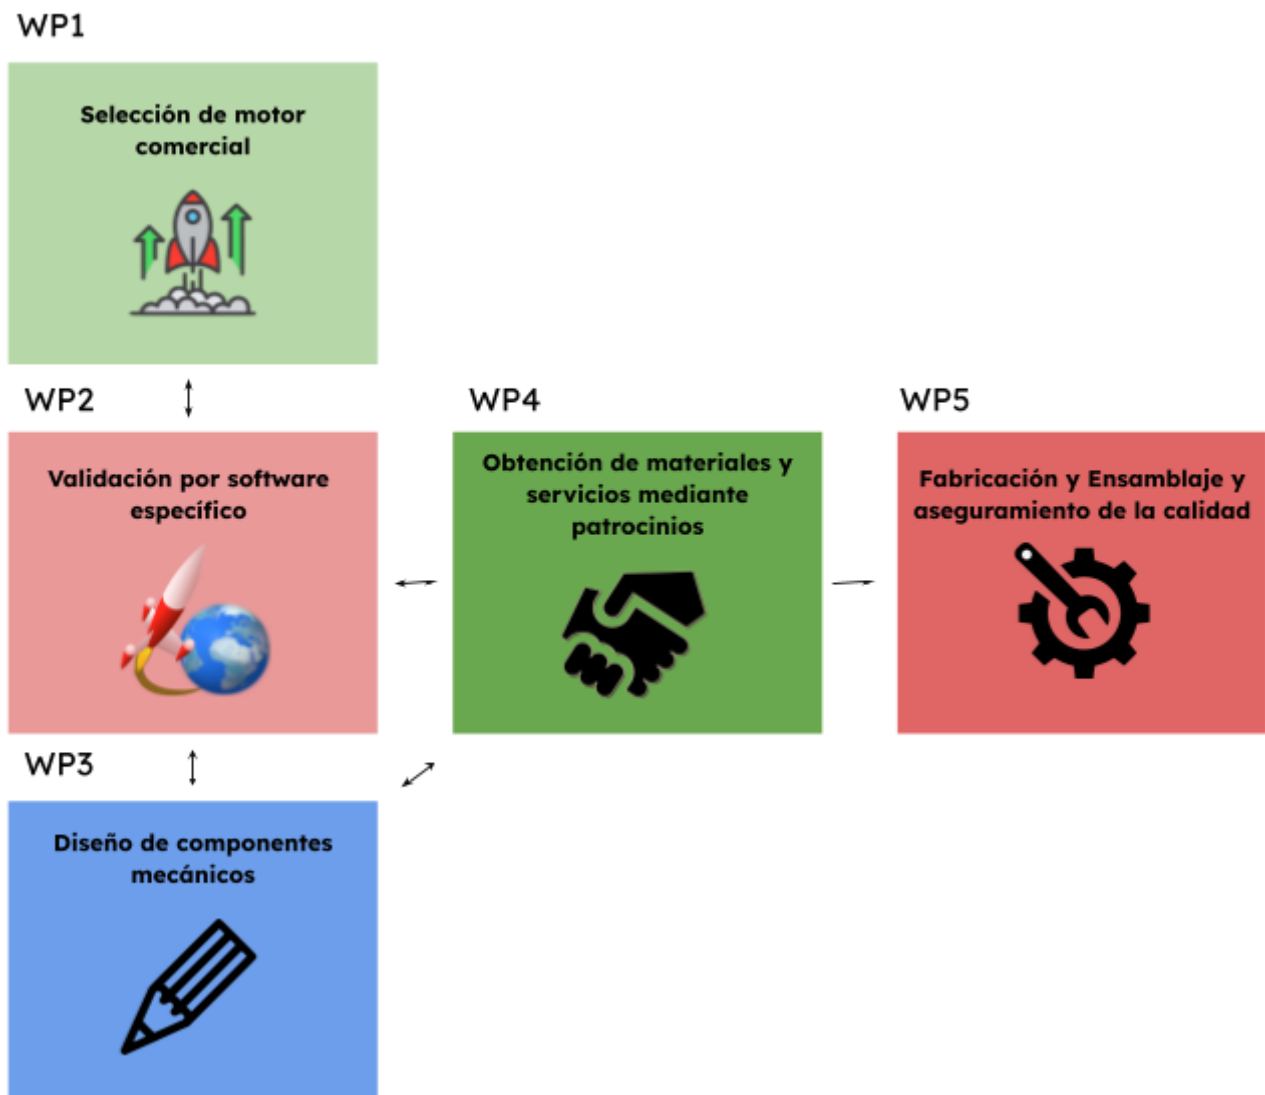 WP1
Selección de motor
comercial
WP2
Validación por software
específico
WP3
Diseño de componentes
mecánicos
WP4
Obtención de materiales y
servicios mediante
patrocinios
WP5
Fabricación y Ensamblaje y
aseguramiento de la calidad